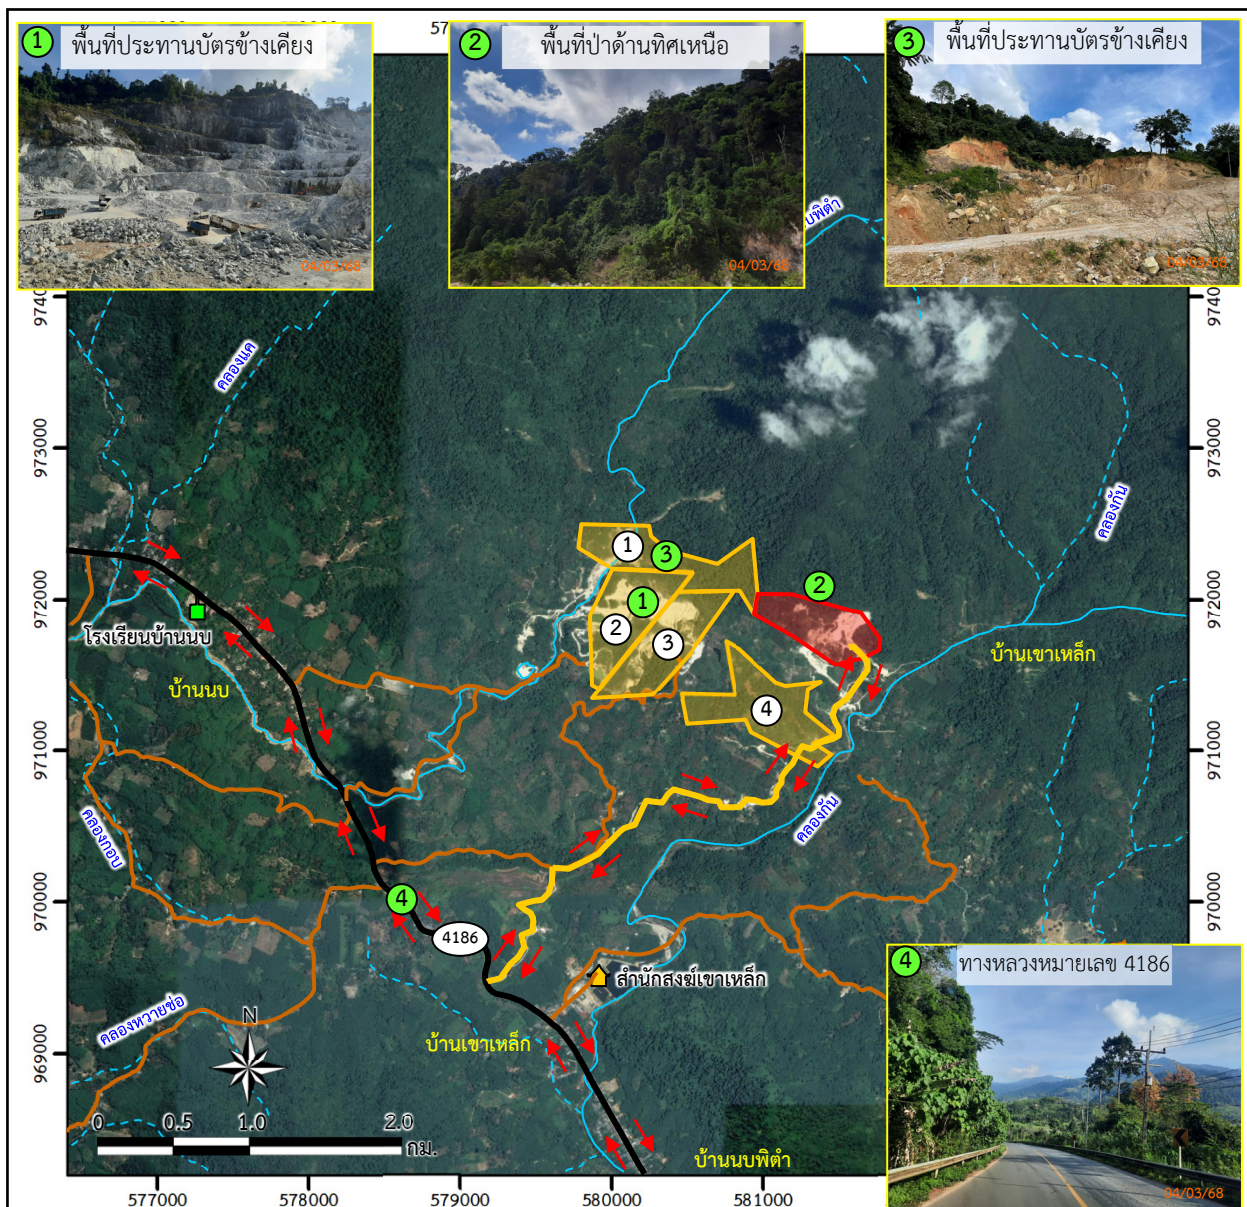 1 พื้นที่ประทานบัตรข้างเคียง
04/03/68
2 พื้นที่ป่าด้านทิศเหนือ
04/03/68
3 พื้นที่ประทานบัตรข้างเคียง
04/03/68
974000
973000
972000
971000
970000
969000
คลองแค
คลองกัน
1
3
1
2
3
2
4
บ้านเขาเหล็ก
โรงเรียนบ้านนบ
บ้านนบ
คลองกอบ
คลองกัน
4
4186
สำนักสงฆ์เขาเหล็ก
คลองหวายช่อ
บ้านเขาเหล็ก
บ้านนบพิตำ
N
0 0.5 1.0 2.0
กม.
4 ทางหลวงหมายเลข 4186
04/03/68
973000
972000
971000
970000
577000 578000 579000 580000 581000